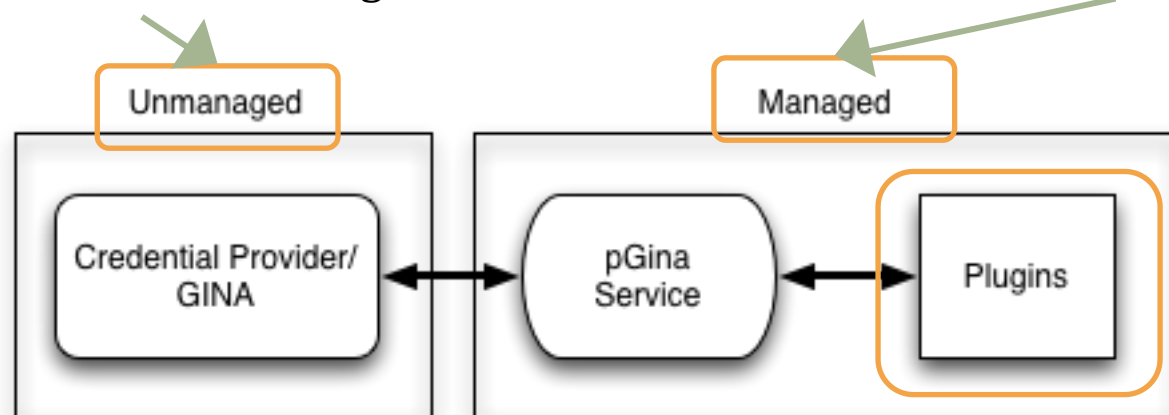 Unmanaged
Managed
Credential Provider/
GINA
pGina
Service
Plugins